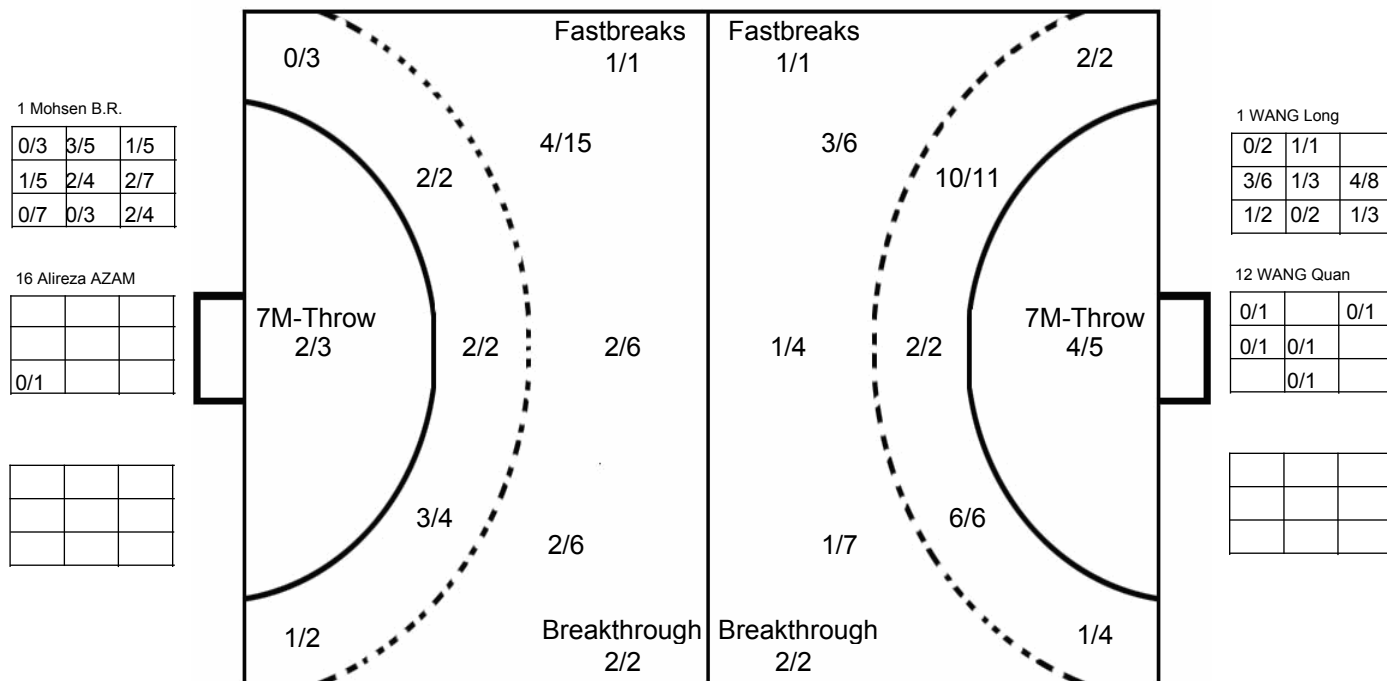 Fastbreaks Fastbreaks
1/1 1/1
0/3 2/2
1 Mohsen B.R.
0/3 3/5 1/5
1/5 2/4 2/7
0/7 0/3 2/4
1 WANG Long
0/2 1/1
3/6 1/3 4/8
1/2 0/2 1/3
4/15 3/6
2/2 10/11
16 Alireza AZAM
0/1
12 WANG Quan
0/1 0/1
0/1 0/1
0/1
7M-Throw 7M-Throw
2/3 2/2 2/6 1/4 2/2 4/5
3/4 6/6
2/6 1/7
1/2 1/4
Breakthrough Breakthrough
2/2 2/2